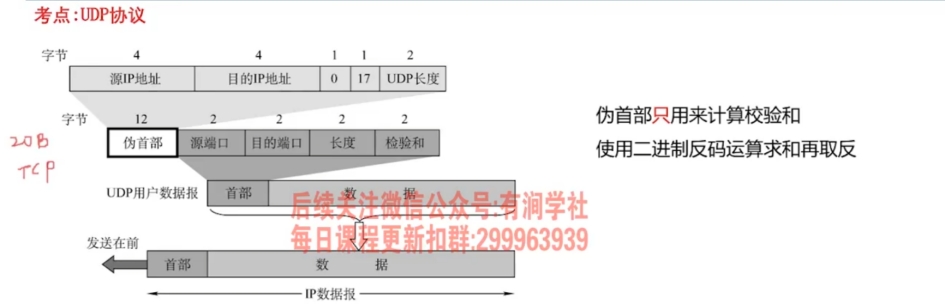 考点:UDP协议
字节 4 4 1 1 2
源IP地址 目的IP地址 0 17 UDP长度
字节 12 2 2 2 2
伪首部 源端口 目的端口 长度 检验和
20B
TCP
伪首部只用来计算校验和
使用二进制反码运算求和再取反
UDP用户数据报 首部 数 据
后续关注微信公众号:有涧学社
每日课程更新扣群:299963939
发送在前
首部 数 据
IP数据报